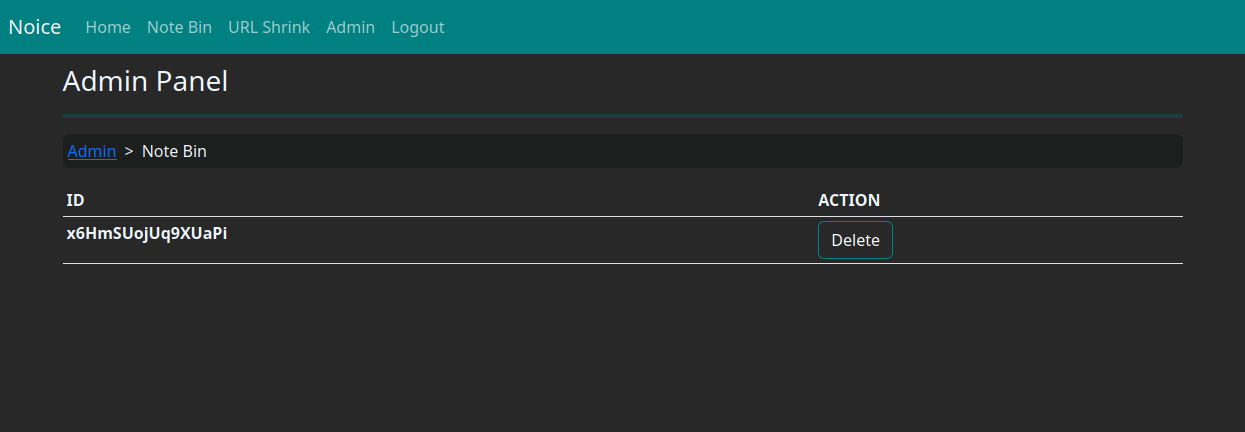 Noice Home Note Bin URL Shrink Admin Logout
Admin Panel
Admin > Note Bin
ID ACTION
x6HmSUojUq9XUaPi Delete